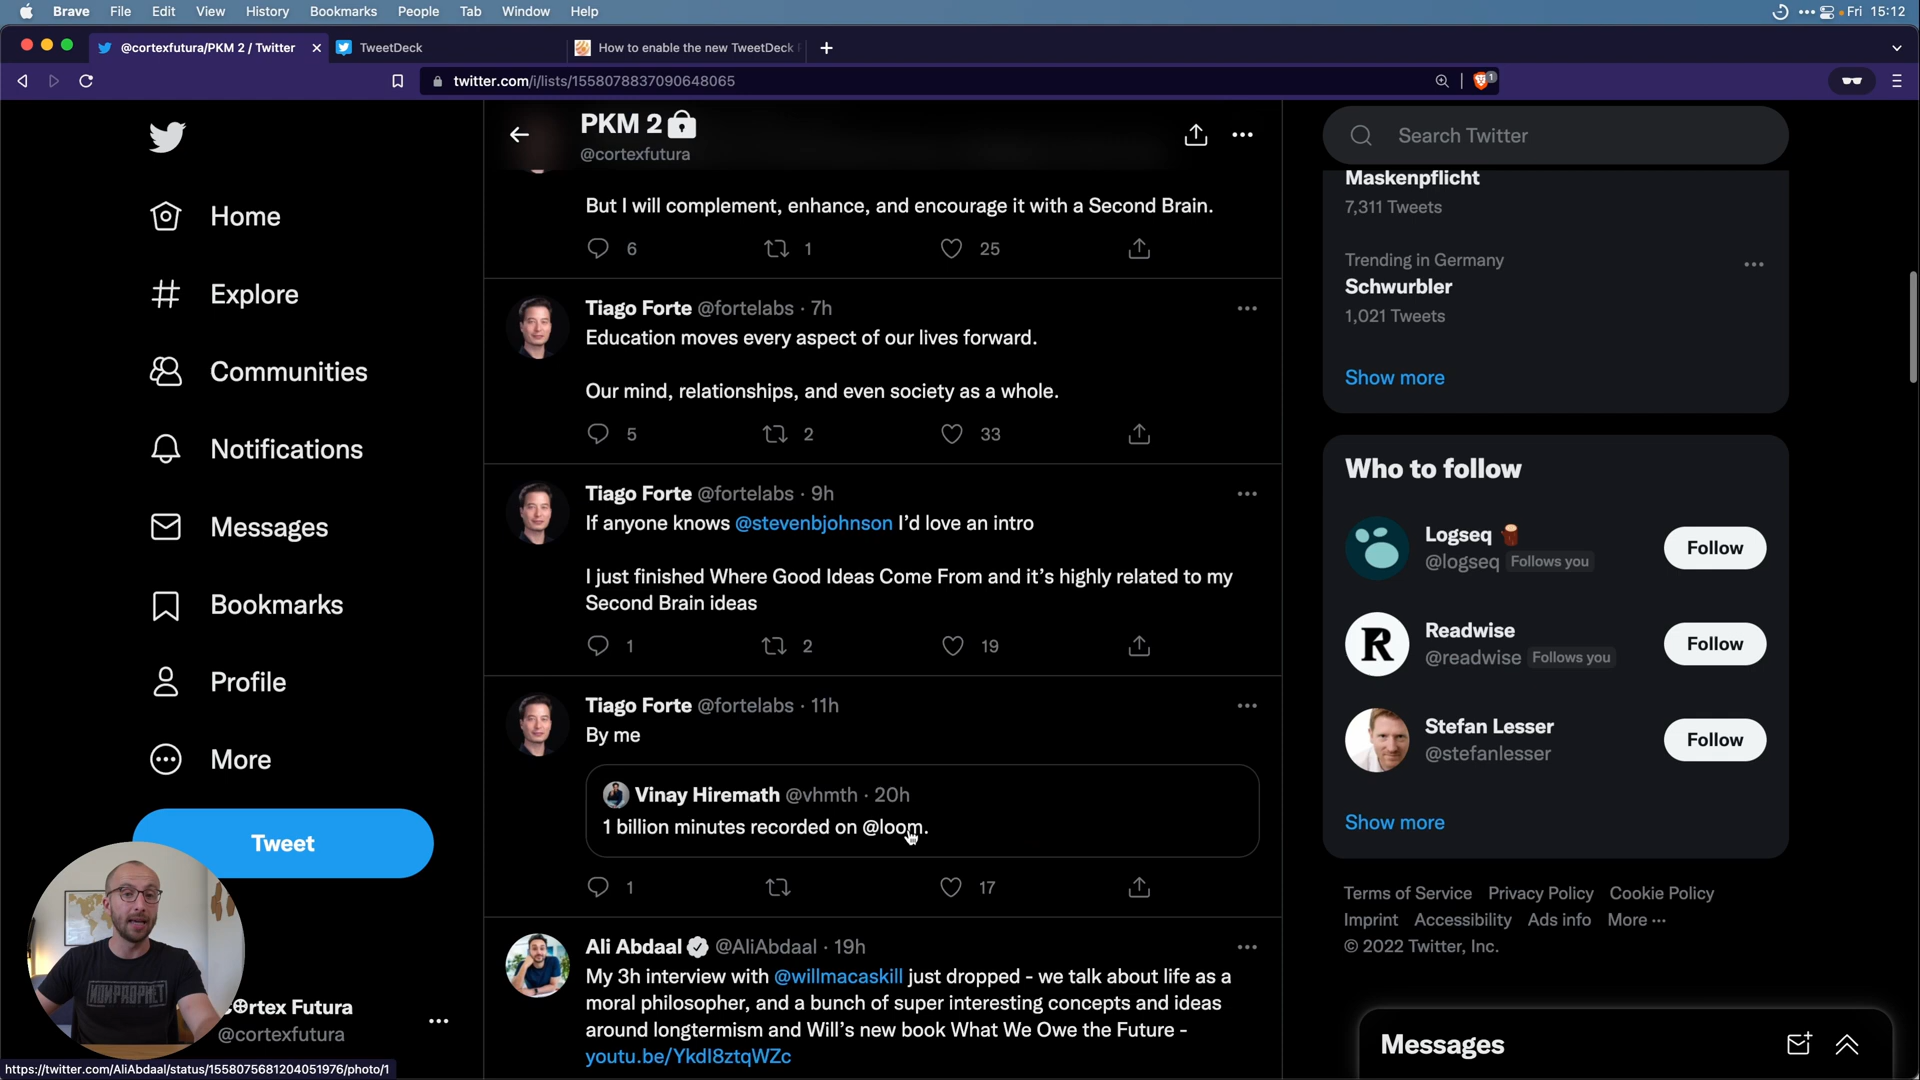 Brave File Edit View History Bookmarks People Tab Window Help
Fri 15:12
@cortexfutura/PKM 2 / Twitter
TweetDeck
How to enable the new TweetDeck
twitter.com/i/lists/1558078837090648065
1
Home
Explore
Communities
Notifications
Messages
Bookmarks
Profile
More
Tweet
rtex Futura
@cortexfutura
https://twitter.com/AliAbdaal/status/1558075681204051976/photo/1
NONPROPHET
PKM 2
@cortexfutura
But I will complement, enhance, and encourage it with a Second Brain.
6 1 25
Tiago Forte @fortelabs · 7h
Education moves every aspect of our lives forward.
Our mind, relationships, and even society as a whole.
5 2 33
Tiago Forte @fortelabs · 9h
If anyone knows @stevenbjohnson I’d love an intro
I just finished Where Good Ideas Come From and it’s highly related to my
Second Brain ideas
1 2 19
Tiago Forte @fortelabs · 11h
By me
Vinay Hiremath @vhmth · 20h
1 billion minutes recorded on @loom.
1 17
Ali Abdaal @AliAbdaal · 19h
My 3h interview with @willmacaskill just dropped - we talk about life as a
moral philosopher, and a bunch of super interesting concepts and ideas
around longtermism and Will’s new book What We Owe the Future -
youtu.be/YkdI8ztqWZc
Search Twitter
Maskenpflicht
7,311 Tweets
Trending in Germany
Schwurbler
1,021 Tweets
Show more
Who to follow
Logseq
@logseq Follows you
Follow
R
Readwise
@readwise Follows you
Follow
Stefan Lesser
@stefanlesser
Follow
Show more
Terms of Service Privacy Policy Cookie Policy
Imprint Accessibility Ads info More ···
© 2022 Twitter, Inc.
Messages